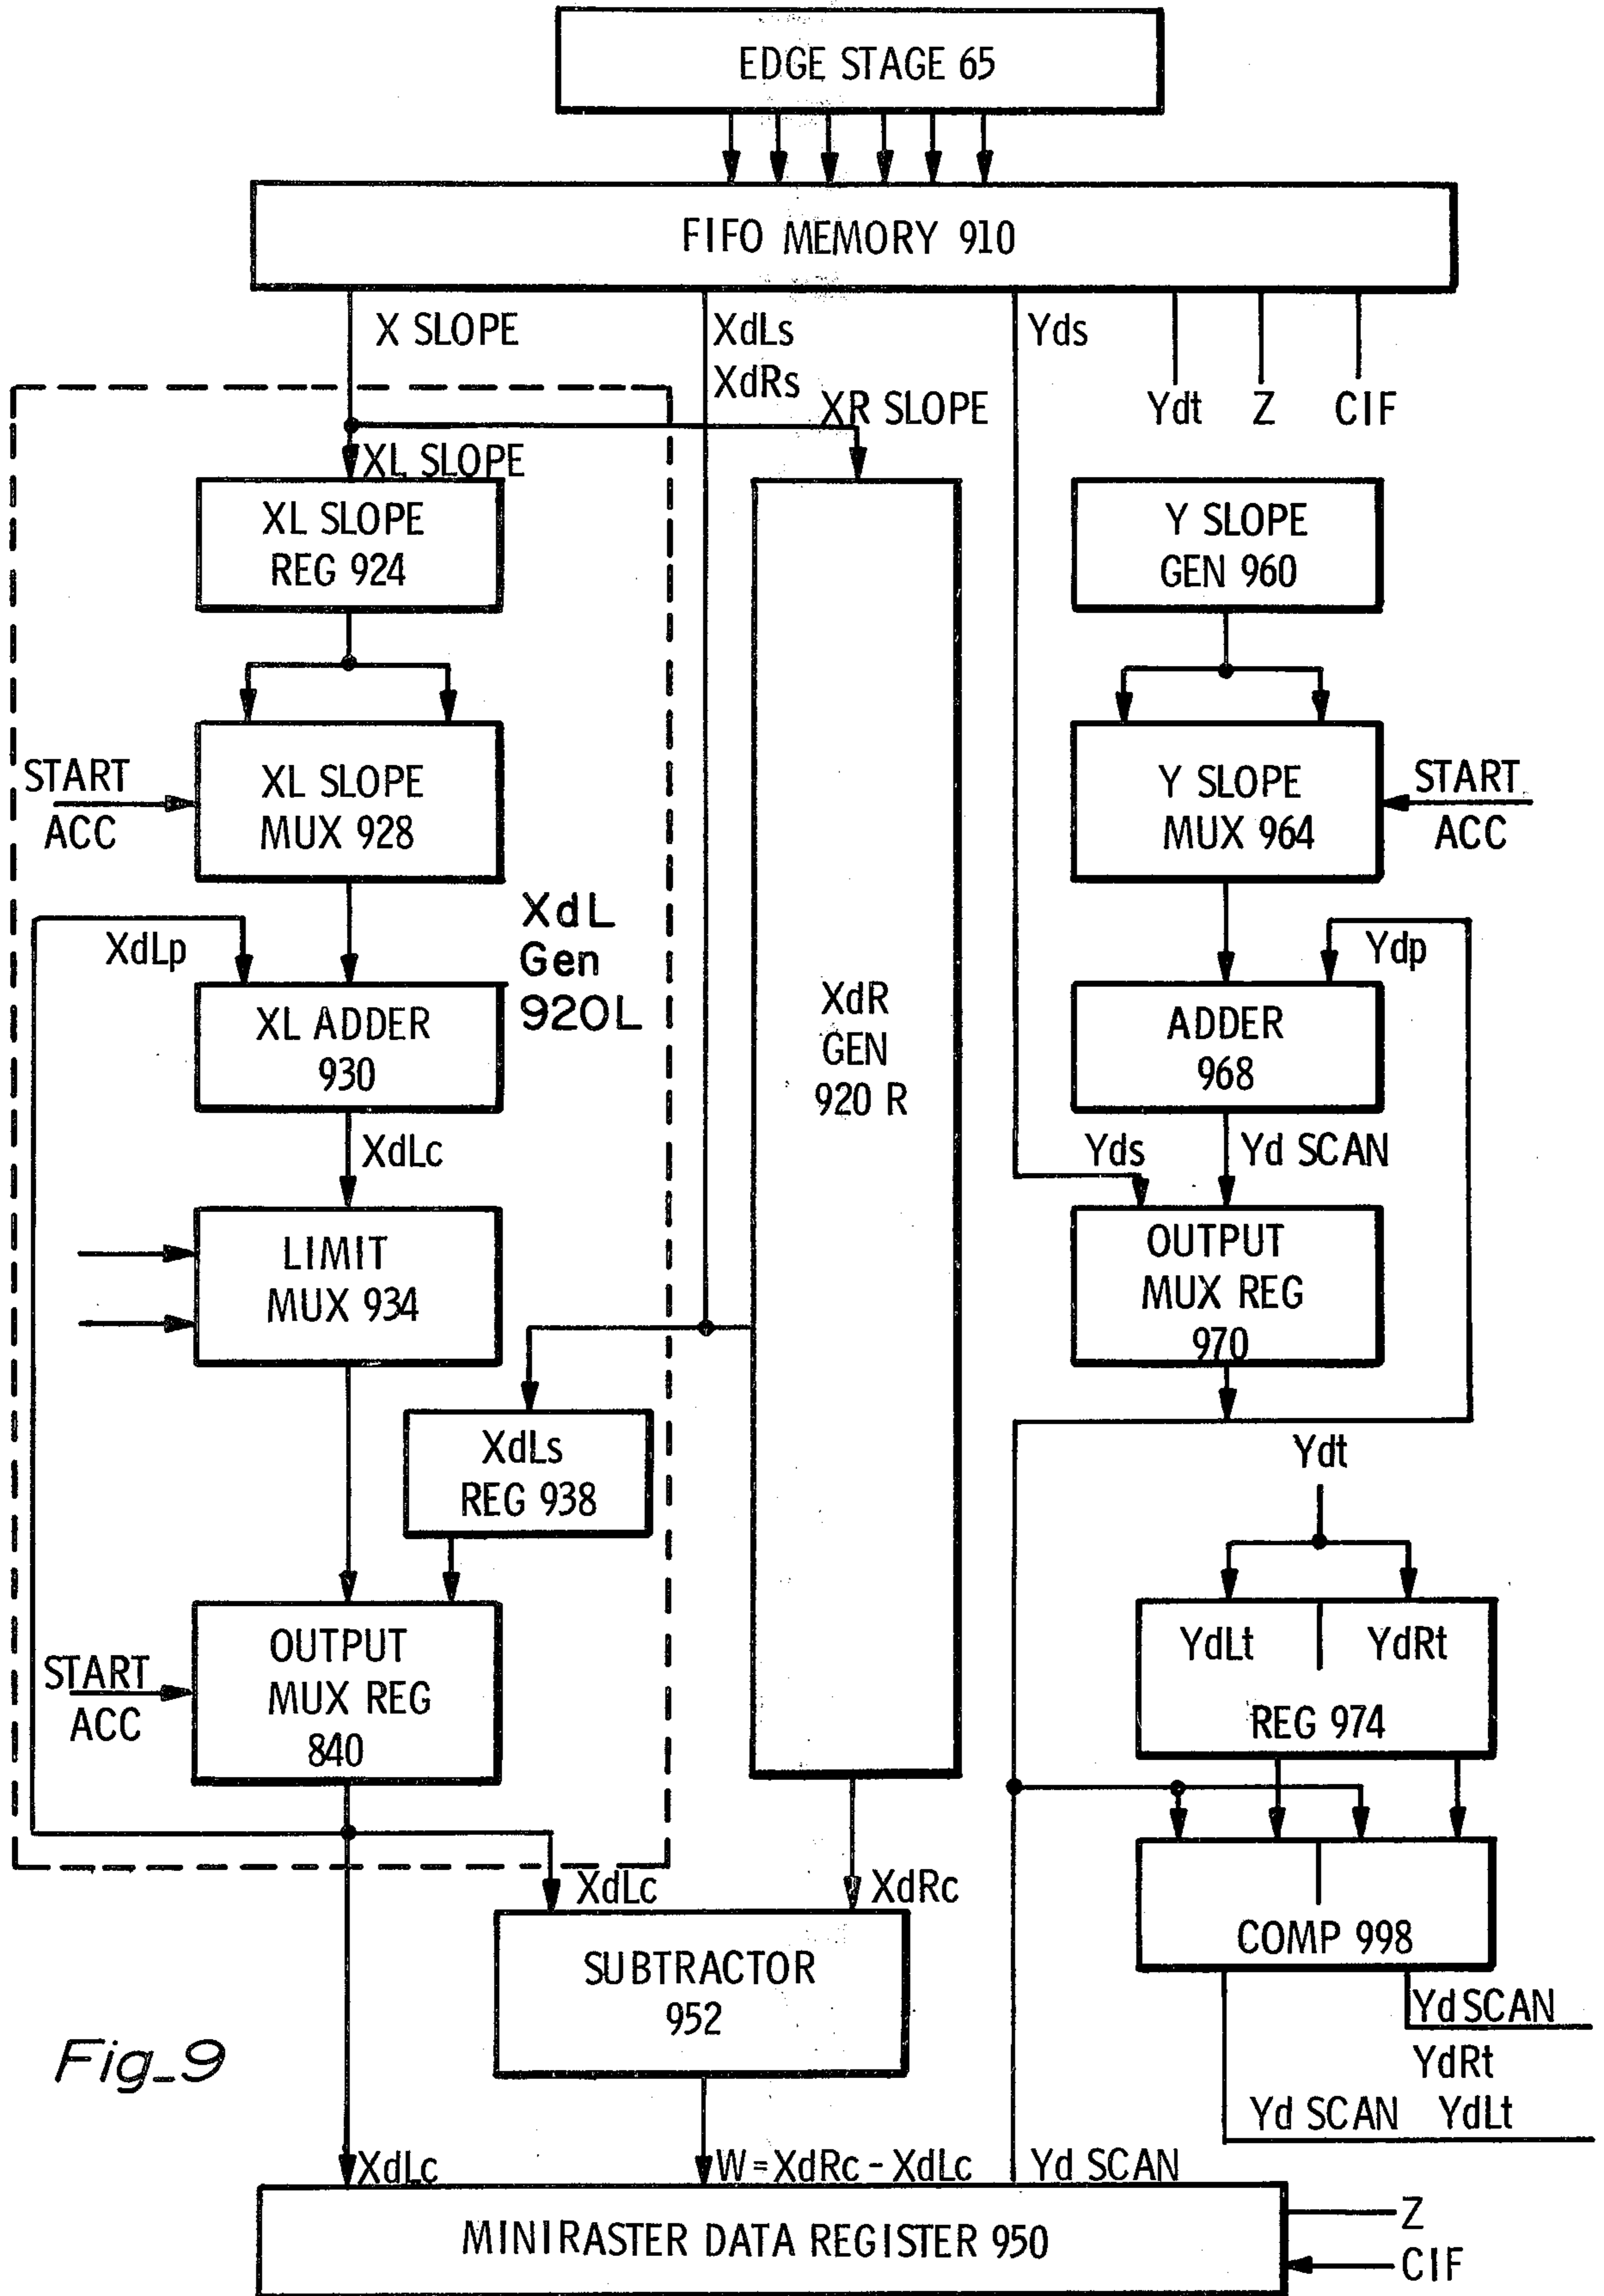 EDGE STAGE 65
FIFO MEMORY 910
X SLOPE
XdLs
XdRs
Yds
Ydt
Z
CIF
XR SLOPE
XL SLOPE
XL SLOPE
REG 924
Y SLOPE
GEN 960
START
ACC
XL SLOPE
MUX 928
Y SLOPE
MUX 964
START
ACC
XdLp
XdL
Gen
920L
Ydp
XL ADDER
930
XdR
GEN
920 R
ADDER
968
XdLc
Yds
Yd SCAN
LIMIT
MUX 934
OUTPUT
MUX REG
970
XdLs
REG 938
Ydt
START
ACC
OUTPUT
MUX REG
840
YdLt
YdRt
REG 974
XdLc
XdRc
COMP 998
SUBTRACTOR
952
Yd SCAN
YdRt
Yd SCAN YdLt
Fig_9
XdLc
W = XdRc - XdLc
Yd SCAN
MINIRASTER DATA REGISTER 950
Z
CIF